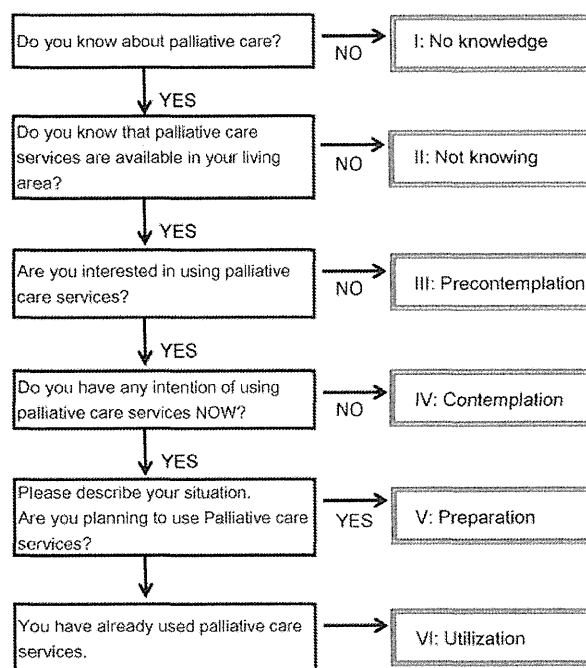 Do you know about palliative care?
NO
I: No knowledge
YES
Do you know that palliative care
services are available in your living
area?
NO
II: Not knowing
YES
Are you interested in using palliative
care services?
NO
III: Precontemplation
YES
Do you have any intention of using
palliative care services NOW?
NO
IV: Contemplation
YES
Please describe your situation.
Are you planning to use Palliative care
services?
YES
V: Preparation
You have already used palliative care
services.
VI: Utilization